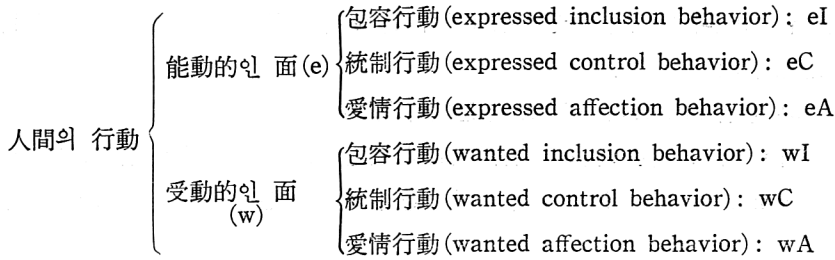 包容行動(expressed inclusion behavior): eI
能動的인 面(e) 統制行動(expressed control behavior): eC
愛情行動(expressed affection behavior): eA
人間의 行動
包容行動(wanted inclusion behavior): wI
受動的인 面 統制行動(wanted control behavior): wC
(w)
愛情行動(wanted affection behavior): wA